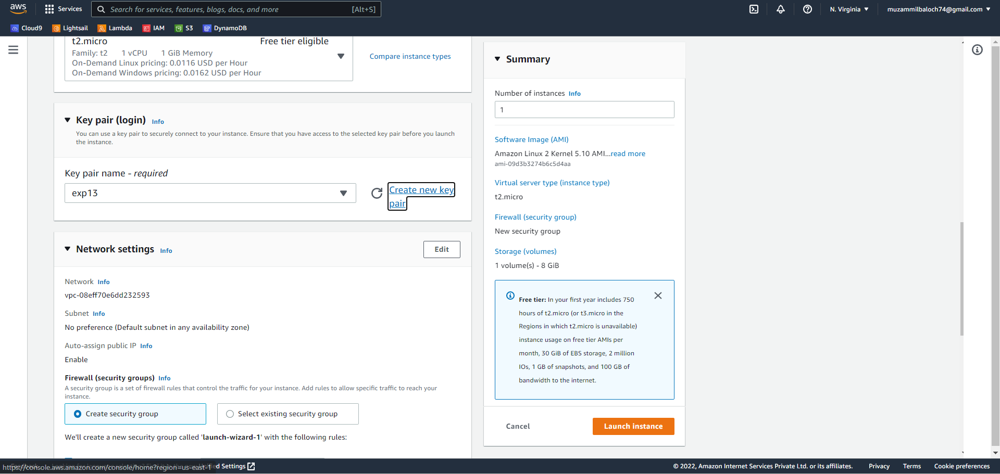 aws
Services
Search for services, features, blogs, docs, and more
[Alt+S]
N. Virginia
muzammilbaloch74@gmail.com
Cloud9
Lightsail
Lambda
IAM
S3
DynamoDB
t2.micro
Free tier eligible
Family: t2 1 vCPU 1 GiB Memory
On-Demand Linux pricing: 0.0116 USD per Hour
On-Demand Windows pricing: 0.0162 USD per Hour
Compare instance types
Key pair (login) Info
You can use a key pair to securely connect to your instance. Ensure that you have access to the selected key pair before you launch
the instance.
Key pair name - required
exp13
Create new key
pair
Network settings Info
Edit
Network Info
vpc-08eff70e6dd232593
Subnet Info
No preference (Default subnet in any availability zone)
Auto-assign public IP Info
Enable
Firewall (security groups) Info
A security group is a set of firewall rules that control the traffic for your instance. Add rules to allow specific traffic to reach your
instance.
Create security group
Select existing security group
We'll create a new security group called 'launch-wizard-1' with the following rules:
Summary
Number of instances Info
1
Software Image (AMI)
Amazon Linux 2 Kernel 5.10 AMI...read more
ami-09d3b3274b6c5d4aa
Virtual server type (instance type)
t2.micro
Firewall (security group)
New security group
Storage (volumes)
1 volume(s) - 8 GiB
Free tier: In your first year includes 750
hours of t2.micro (or t3.micro in the
Regions in which t2.micro is unavailable)
instance usage on free tier AMIs per
month, 30 GiB of EBS storage, 2 million
IOs, 1 GB of snapshots, and 100 GB of
bandwidth to the internet.
Cancel
Launch instance
https://console.aws.amazon.com/console/home?region=us-east-1
Settings
© 2022, Amazon Internet Services Private Ltd. or its affiliates.
Privacy
Terms
Cookie preferences